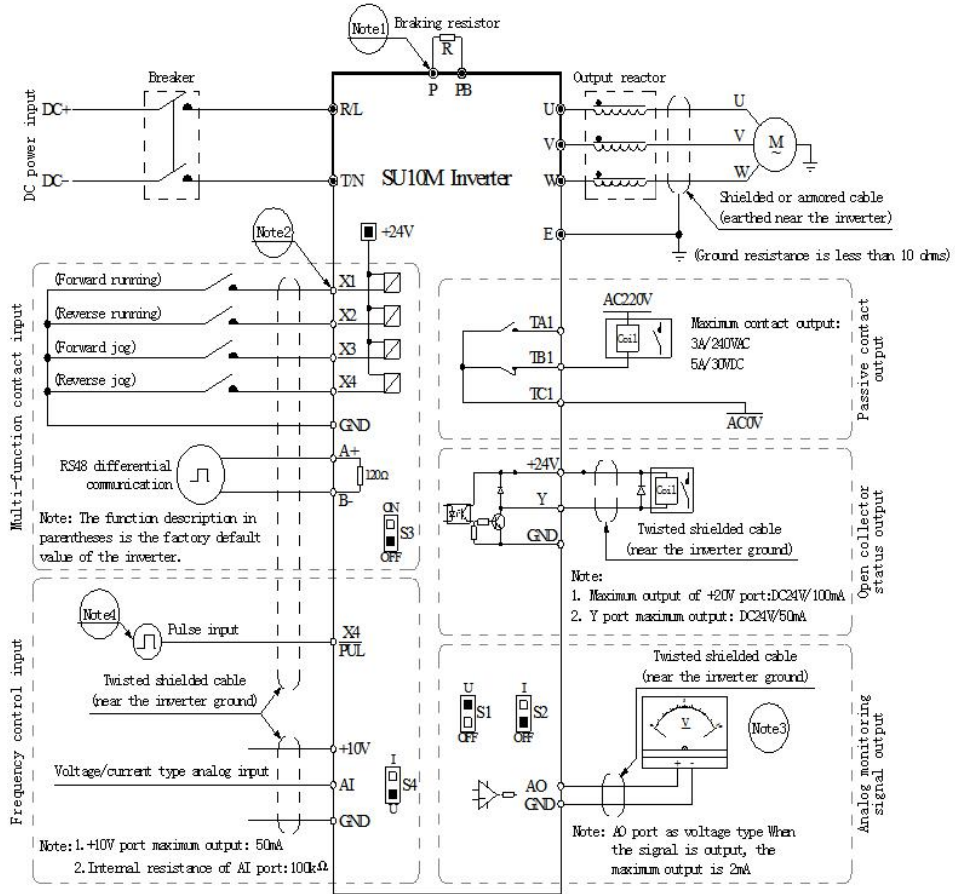 Note1
Braking resistor
R
P
PB
Breaker
Output reactor
DC power input
DC+
R/L
U
U
V
V
M
~
DC-
T/N
SU10M Inverter
W
W
Shielded or armored cable
(earthed near the inverter)
Note2
+24V
E
(Ground resistance is less than 10 ohms)
Multi-function contact input
(Forward running)
X1
(Reverse running)
X2
(Forward jog)
X3
(Reverse jog)
X4
GND
RS48 differential
communication
A+
120Ω
B-
Note: The function description in
parentheses is the factory default
value of the inverter.
ON
S3
OFF
AC220V
TA1
Coil
TB1
TC1
AC0V
Maximum contact output:
3A/240VAC
5A/30VDC
Passive contact
output
+24V
Y
GND
Coil
Twisted shielded cable
(near the inverter ground)
Note:
1. Maximum output of +20V port:DC24V/100mA
2. Y port maximum output: DC24V/50mA
Open collector
status output
Frequency control input
Note4
Pulse input
X4
PUL
Twisted shielded cable
(near the inverter ground)
+10V
Voltage/current type analog input
AI
I
S4
U
GND
Note:1.+10V port maximum output: 50mA
2.Internal resistance of AI port:100kΩ
Twisted shielded cable
(near the inverter ground)
U
S1
OFF
I
S2
OFF
V
+ -
Note3
AO
GND
Note: AO port as voltage type When
the signal is output, the
maximum output is 2mA
Analog monitoring
signal output